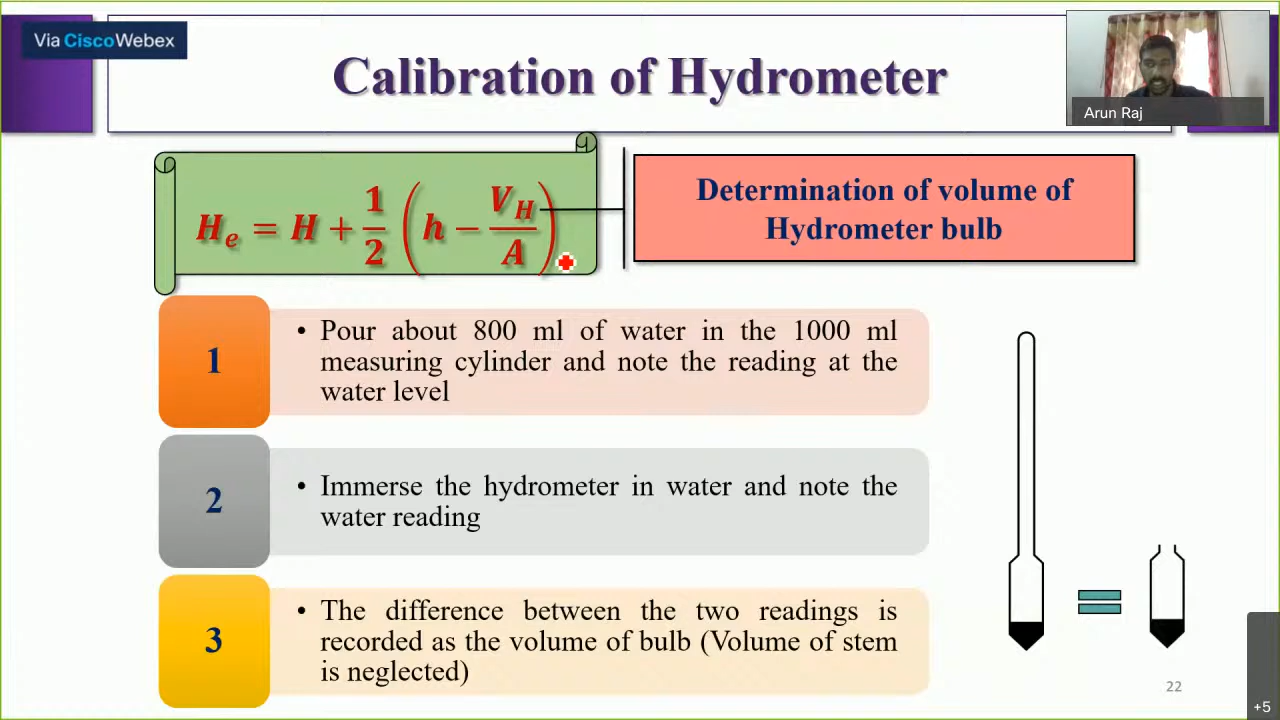 Via CiscoWebex
Calibration of Hydrometer
Arun Raj
H_e = H + 1/2 (h − V_H/A)
Determination of volume of
Hydrometer bulb
1
• Pour about 800 ml of water in the 1000 ml
measuring cylinder and note the reading at the
water level
2
• Immerse the hydrometer in water and note the
water reading
3
• The difference between the two readings is
recorded as the volume of bulb (Volume of stem
is neglected)
22
+5